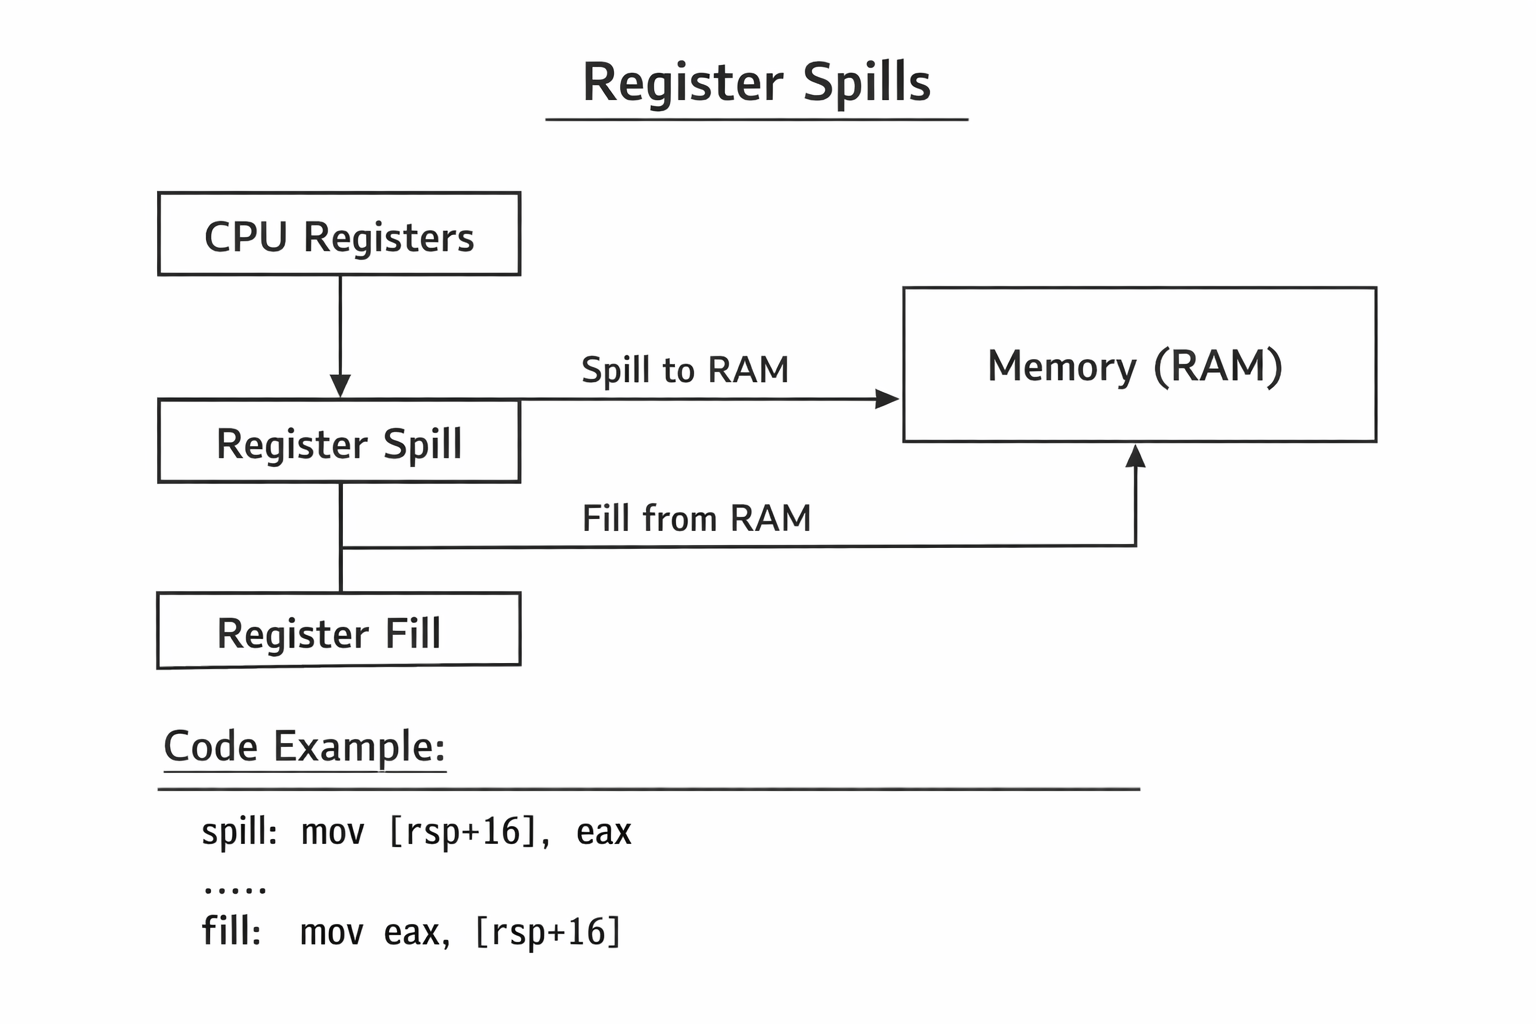 Register Spills
CPU Registers
Spill to RAM
Memory (RAM)
Register Spill
Fill from RAM
Register Fill
Code Example:
spill: mov [rsp+16], eax
.....
fill: mov eax, [rsp+16]